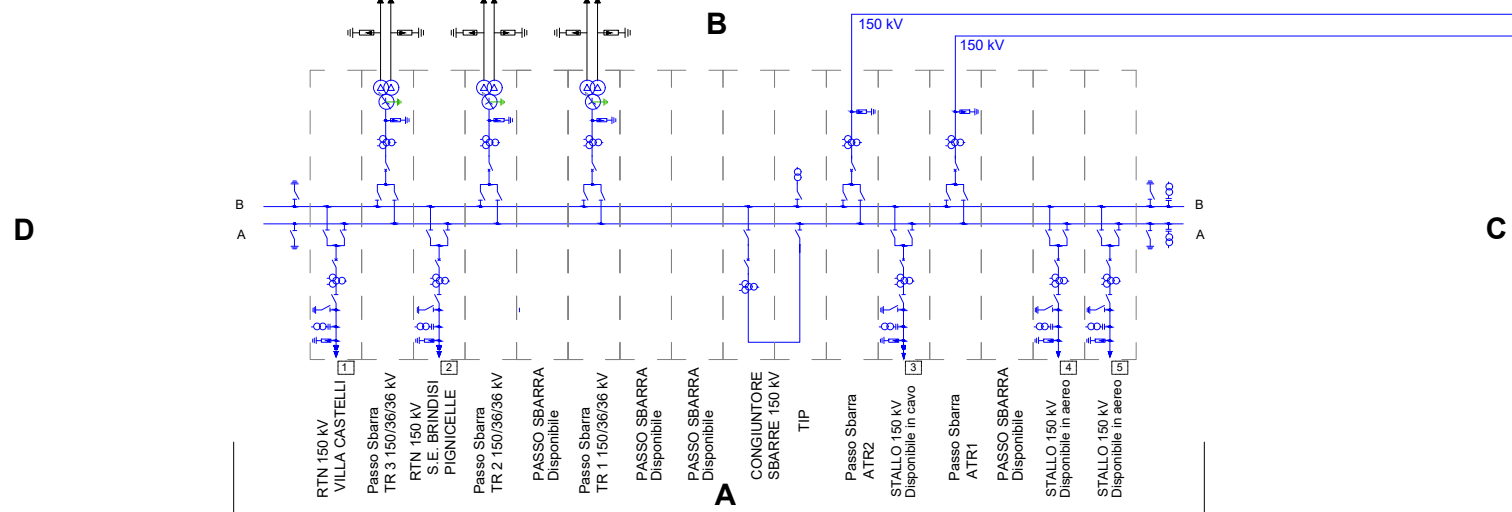 B
150 kV
150 kV
B
B
D
C
A
A
1
2
3
4
5
RTN 150 kV
VILLA CASTELLI
Passo Sbarra
TR 3 150/36/36 kV
RTN 150 kV
S.E. BRINDISI
PIGNICELLE
Passo Sbarra
TR 2 150/36/36 kV
PASSO SBARRA
Disponibile
Passo Sbarra
TR 1 150/36/36 kV
PASSO SBARRA
Disponibile
PASSO SBARRA
Disponibile
CONGIUNTORE
SBARRE 150 kV
TIP
Passo Sbarra
ATR2
STALLO 150 kV
Disponibile in cavo
Passo Sbarra
ATR1
PASSO SBARRA
Disponibile
STALLO 150 kV
Disponibile in aereo
STALLO 150 kV
Disponibile in aereo
A